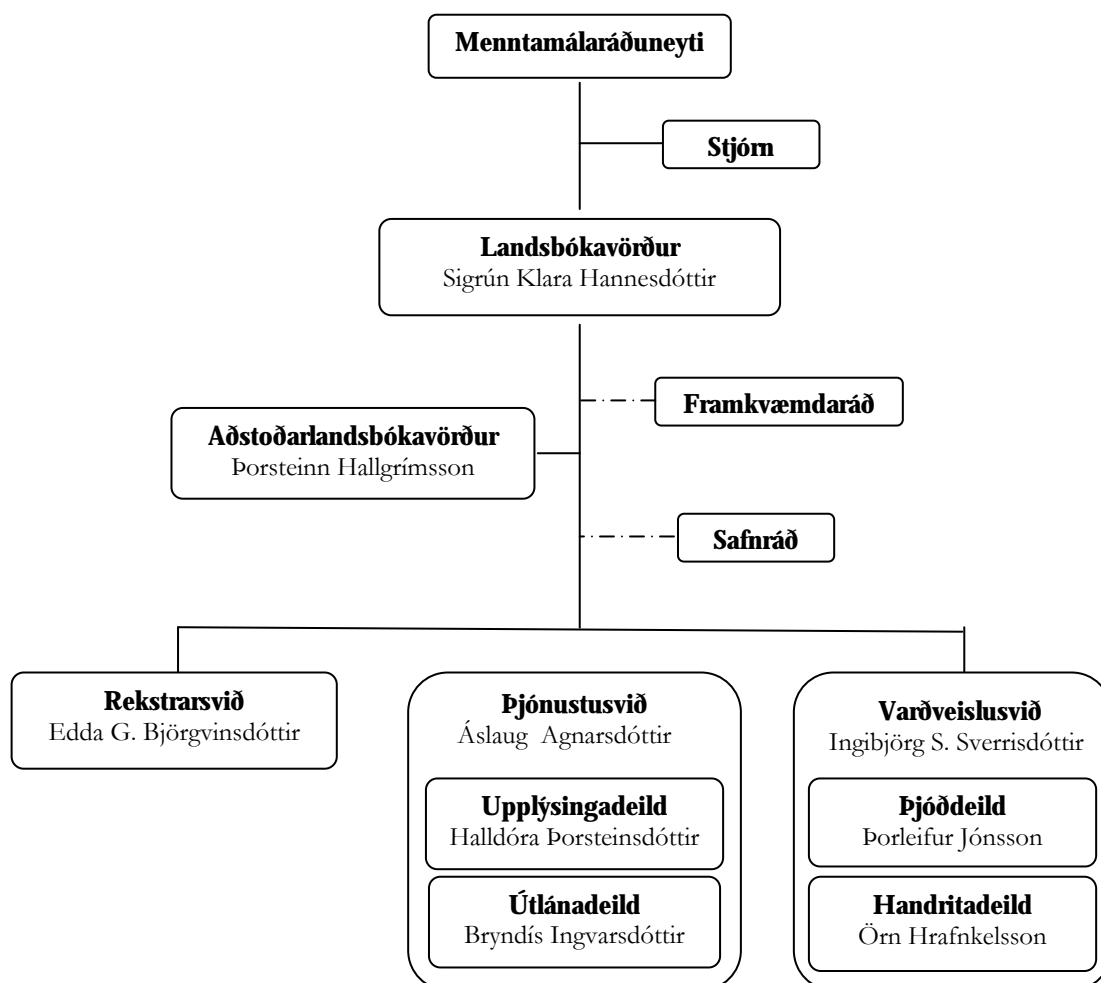 Menntamálaráðuneyti
Stjórn
Landsbókavörður
Sigrún Klara Hannesdóttir
Framkvæmdaráð
Aðstoðarlandsbókavörður
Þorsteinn Hallgrímsson
Safnráð
Rekstrarsvið
Edda G. Björgvinsdóttir
Þjónustusvið
Áslaug Agnarsdóttir
Upplýsingadeild
Halldóra Þorsteinsdóttir
Útlánadeild
Bryndís Ingvarsdóttir
Varðveislusvið
Ingibjörg S. Sverrisdóttir
Þjóðdeild
Þorleifur Jónsson
Handritadeild
Örn Hrafnkelsson